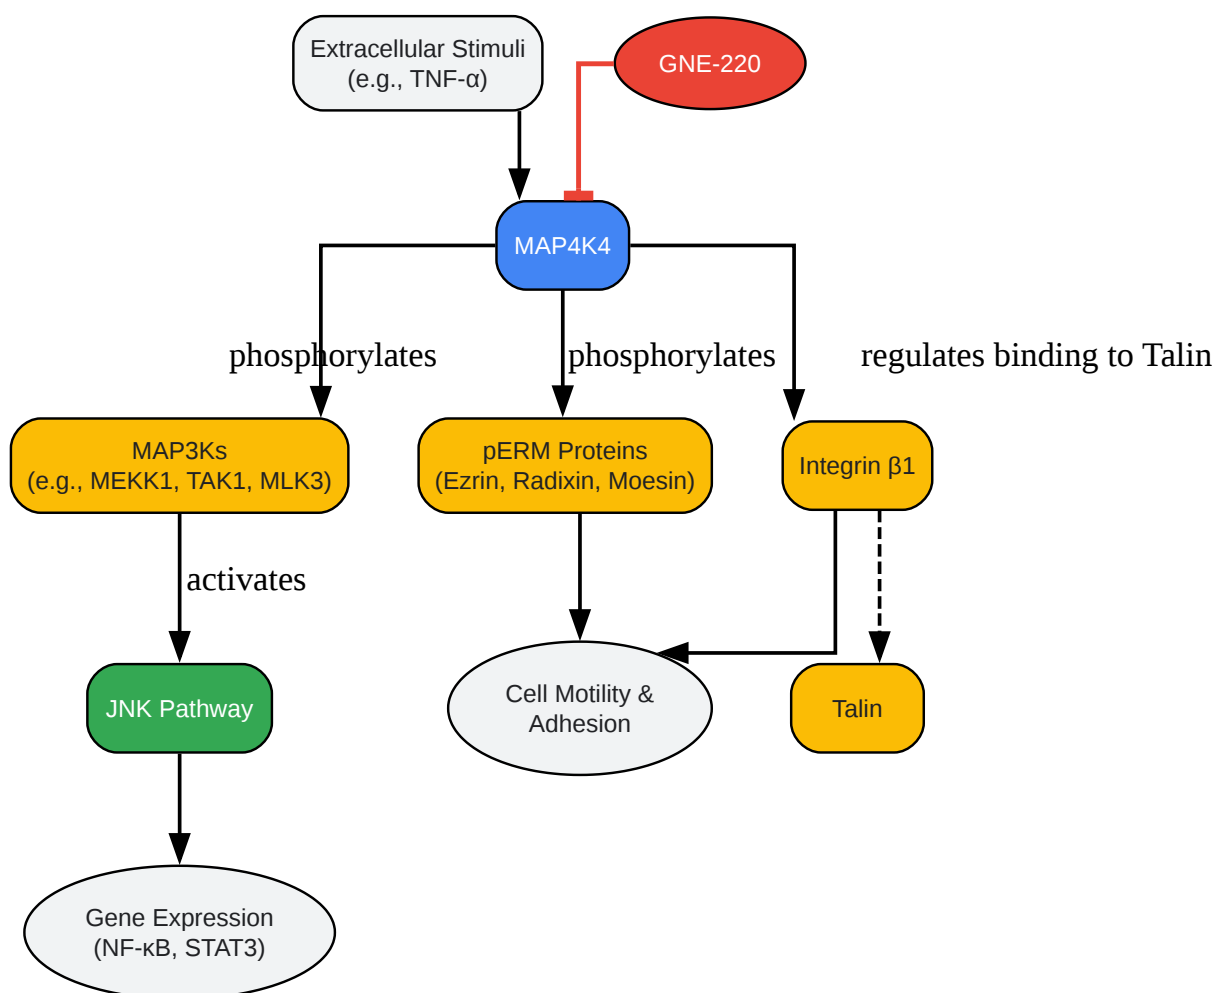 Extracellular Stimuli
(e.g., TNF-α)
GNE-220
MAP4K4
phosphorylates
phosphorylates
regulates binding to Talin
MAP3Ks
(e.g., MEKK1, TAK1, MLK3)
pERM Proteins
(Ezrin, Radixin, Moesin)
Integrin β1
activates
JNK Pathway
Cell Motility &
Adhesion
Talin
Gene Expression
(NF-κB, STAT3)